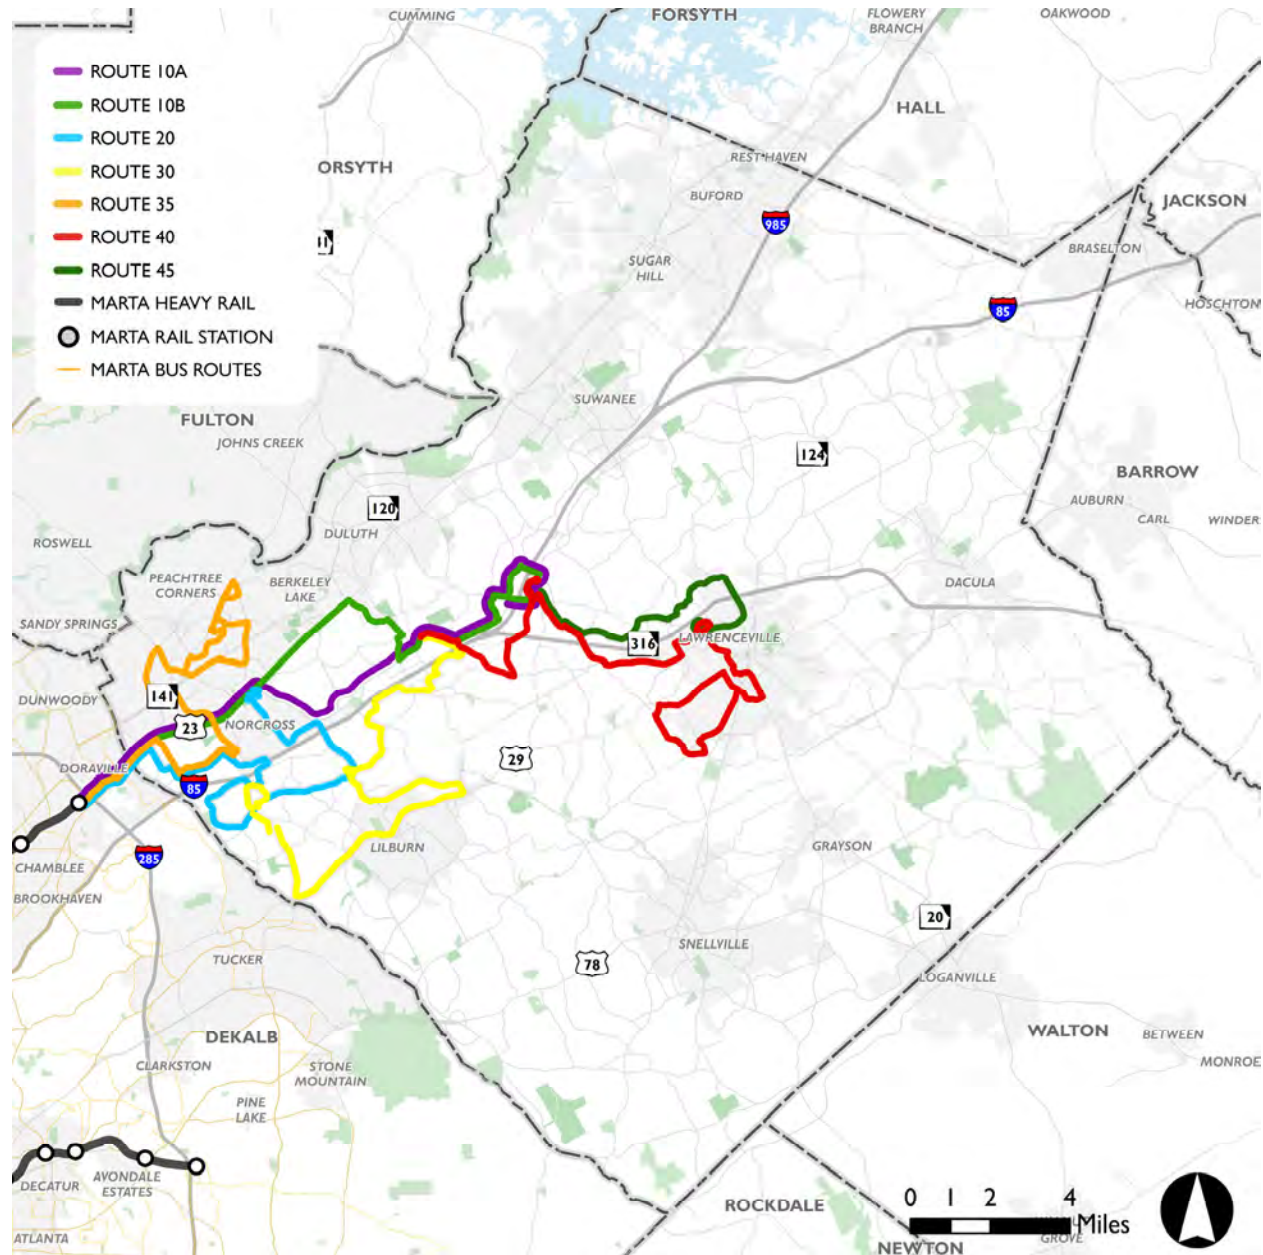 CUMMING
FORSYTH
FLOWERY
BRANCH
OAKWOOD
ROUTE 10A
ROUTE 10B
ROUTE 20
ROUTE 30
ROUTE 35
ROUTE 40
ROUTE 45
MARTA HEAVY RAIL
MARTA RAIL STATION
MARTA BUS ROUTES
HALL
REST HAVEN
ORSYTH
BUFORD
985
JACKSON
SUGAR
HILL
BRASELTON
85
HOSCHTON
SUWANEE
FULTON
JOHNS CREEK
124
BARROW
AUBURN
CARL
WINDER
120
DULUTH
ROSWELL
PEACHTREE
CORNERS
BERKELEY
LAKE
DACULA
SANDY SPRINGS
316
LAWRENCEVILLE
DUNWOODY
141
23
NORCROSS
29
DORAVILLE
85
285
CHAMBLEE
BROOKHAVEN
LILBURN
GRAYSON
20
SNELLVILLE
TUCKER
78
LOGANVILLE
DEKALB
WALTON
BETWEEN
MONROE
CLARKSTON
STONE
MOUNTAIN
PINE
LAKE
AVONDALE
ESTATES
DECATUR
ROCKDALE
0 1 2 4
Miles
ATLANTA
NEWTON
GROVE